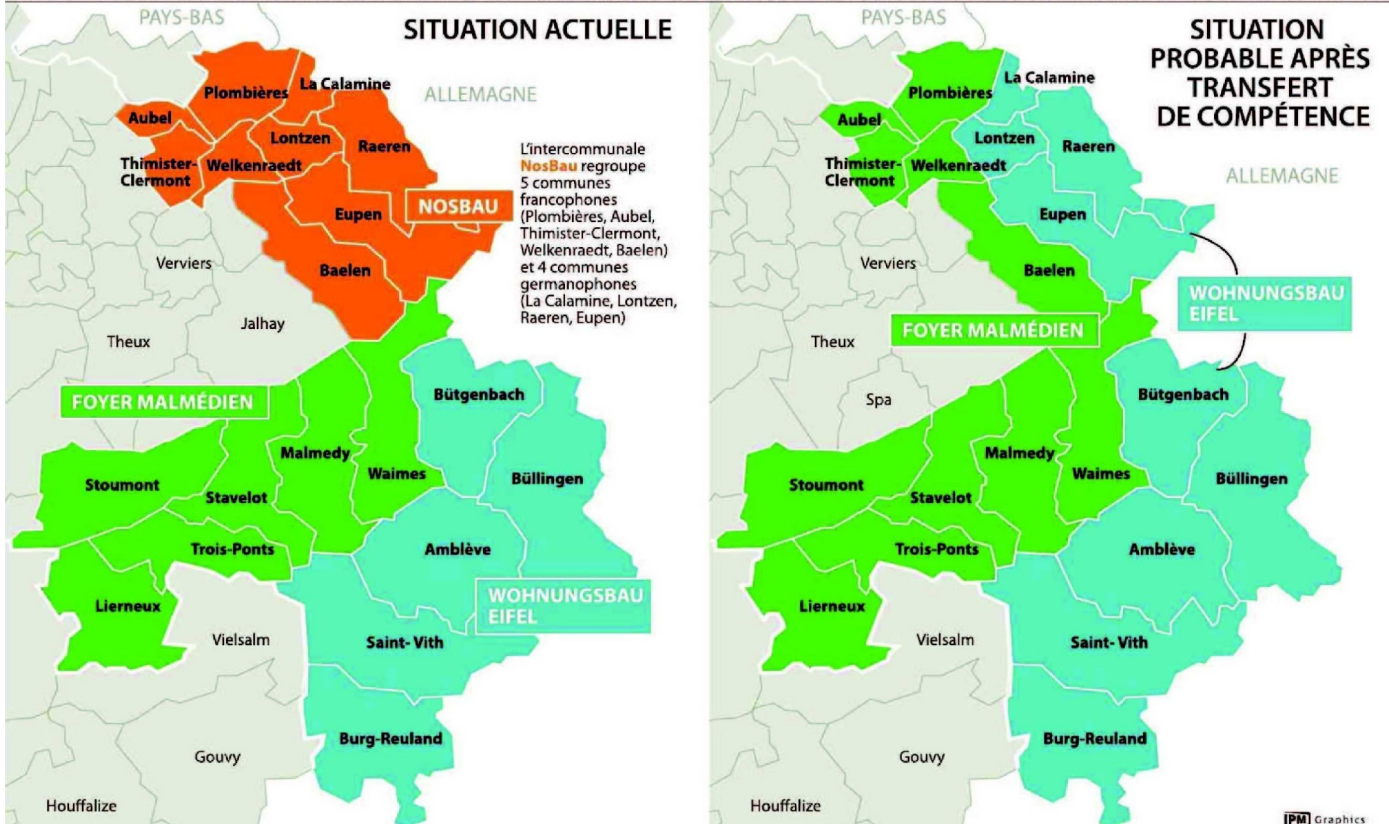 PAYS-BAS
SITUATION ACTUELLE
La Calamine
Plombières
ALLEMAGNE
Aubel
Lontzen
Raeren
Thimister-
Clermont
Welkenraedt
L'intercommunale
NosBau regroupe
5 communes
francophones
(Plombières, Aubel,
Thimister-Clermont,
Welkenraedt, Baelen)
et 4 communes
germanophones
(La Calamine, Lontzen,
Raeren, Eupen)
NOSBAU
Eupen
Verviers
Baelen
Jalhay
Theux
FOYER MALMÉDIEN
Bütgenbach
Malmedy
Waimes
Büllingen
Stoumont
Stavelot
Trois-Ponts
Amblève
Lierneux
WOHNUNGSBAU
EIFEL
Vielsalm
Saint- Vith
Burg-Reuland
Gouvy
Houffalize
PAYS-BAS
SITUATION
PROBABLE APRÈS
TRANSFERT
DE COMPÉTENCE
La Calamine
Plombières
Aubel
Lontzen
Raeren
Thimister-
Clermont
Welkenraedt
ALLEMAGNE
Eupen
Verviers
Baelen
WOHNUNGSBAU
EIFEL
FOYER MALMÉDIEN
Theux
Spa
Bütgenbach
Malmedy
Waimes
Büllingen
Stoumont
Stavelot
Trois-Ponts
Amblève
Lierneux
Vielsalm
Saint- Vith
Burg-Reuland
Gouvy
Houffalize
IPM Graphics